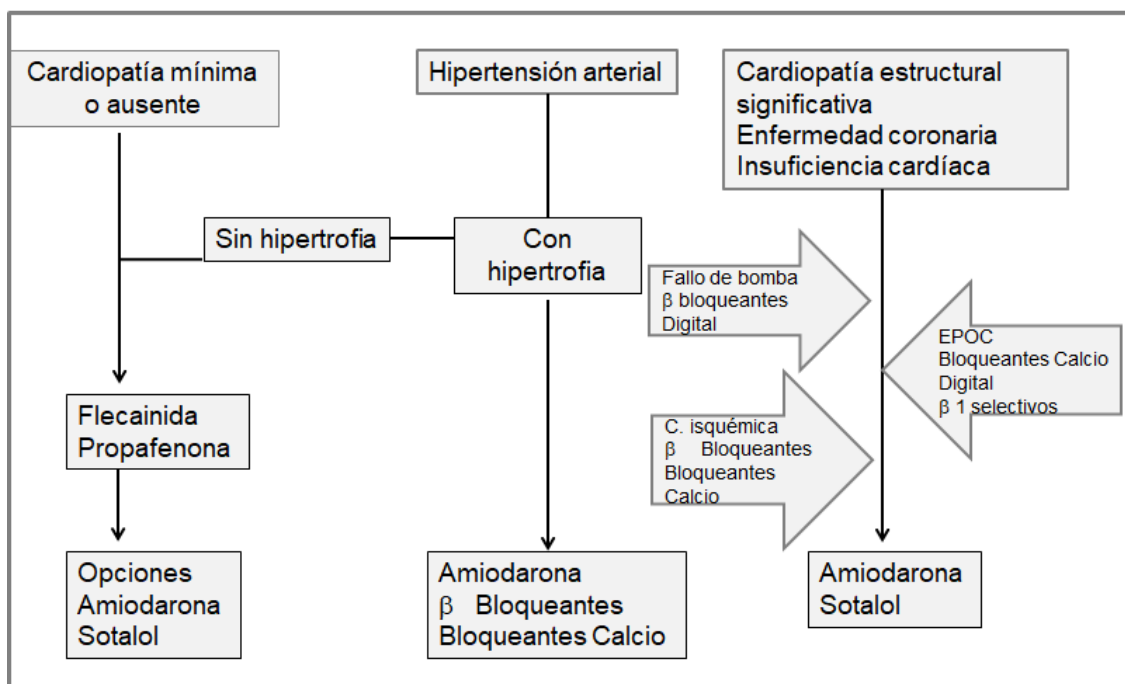 Cardiopatía mínima
o ausente
Hipertensión arterial
Cardiopatía estructural
significativa
Enfermedad coronaria
Insuficiencia cardíaca
Sin hipertrofia
Con
hipertrofia
Fallo de bomba
β bloqueantes
Digital
EPOC
Bloqueantes Calcio
Digital
β 1 selectivos
C. isquémica
β Bloqueantes
Bloqueantes
Calcio
Flecainida
Propafenona
Opciones
Amiodarona
Sotalol
Amiodarona
β Bloqueantes
Bloqueantes Calcio
Amiodarona
Sotalol